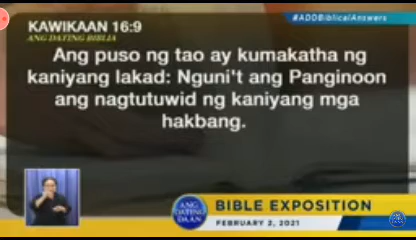 KAWIKAAN 16:9
#ADDBiblicalAnswers
ANG DATING BIBLIA
Ang puso ng tao ay kumakatha ng
kaniyang lakad: Nguni't ang Panginoon
ang nagtutuwid ng kaniyang mga
hakbang.
ANG
DATING
DAAN
BIBLE EXPOSITION
FEBRUARY 2, 2021